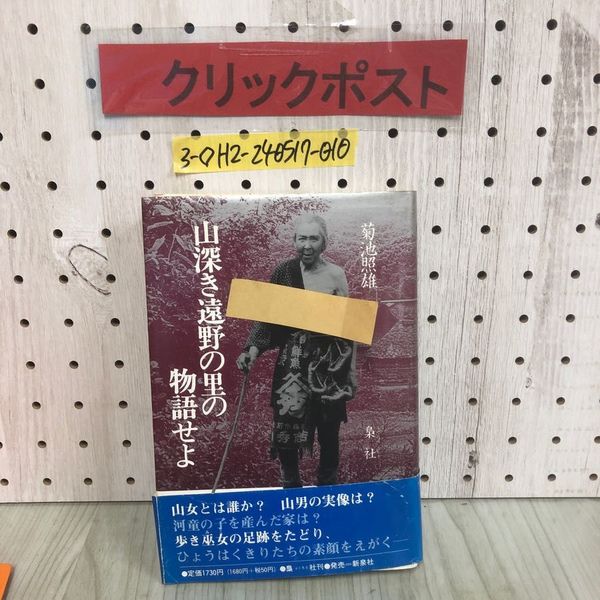 クリックポスト
3-OH2-240517-010
山深き遠野の里の
物語せよ
菊池照雄
梟社
山女とは誰か? 山男の実像は?
河童の子を産んだ家は?
歩き巫女の足跡をたどり、
ひょうはくきりたちの素顔をえがく──
●定価1730円(1680円+税50円) ●梟社刊●発売─新泉社